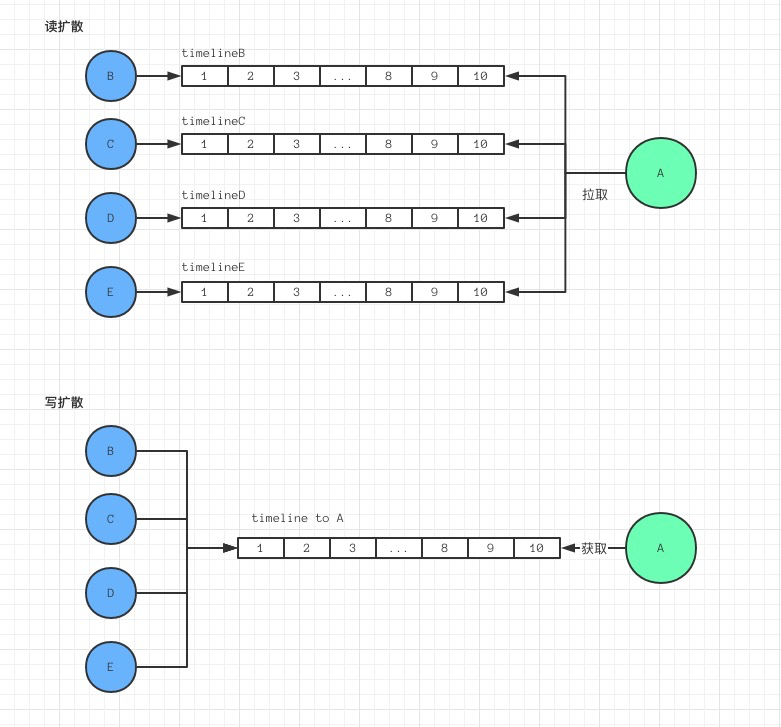 读扩散
timelineB
B 1 2 3 ... 8 9 10
timelineC
C 1 2 3 ... 8 9 10
A
拉取
timelineD
D 1 2 3 ... 8 9 10
timelineE
E 1 2 3 ... 8 9 10
写扩散
B
C
timeline to A
1 2 3 ... 8 9 10 获取 A
D
E